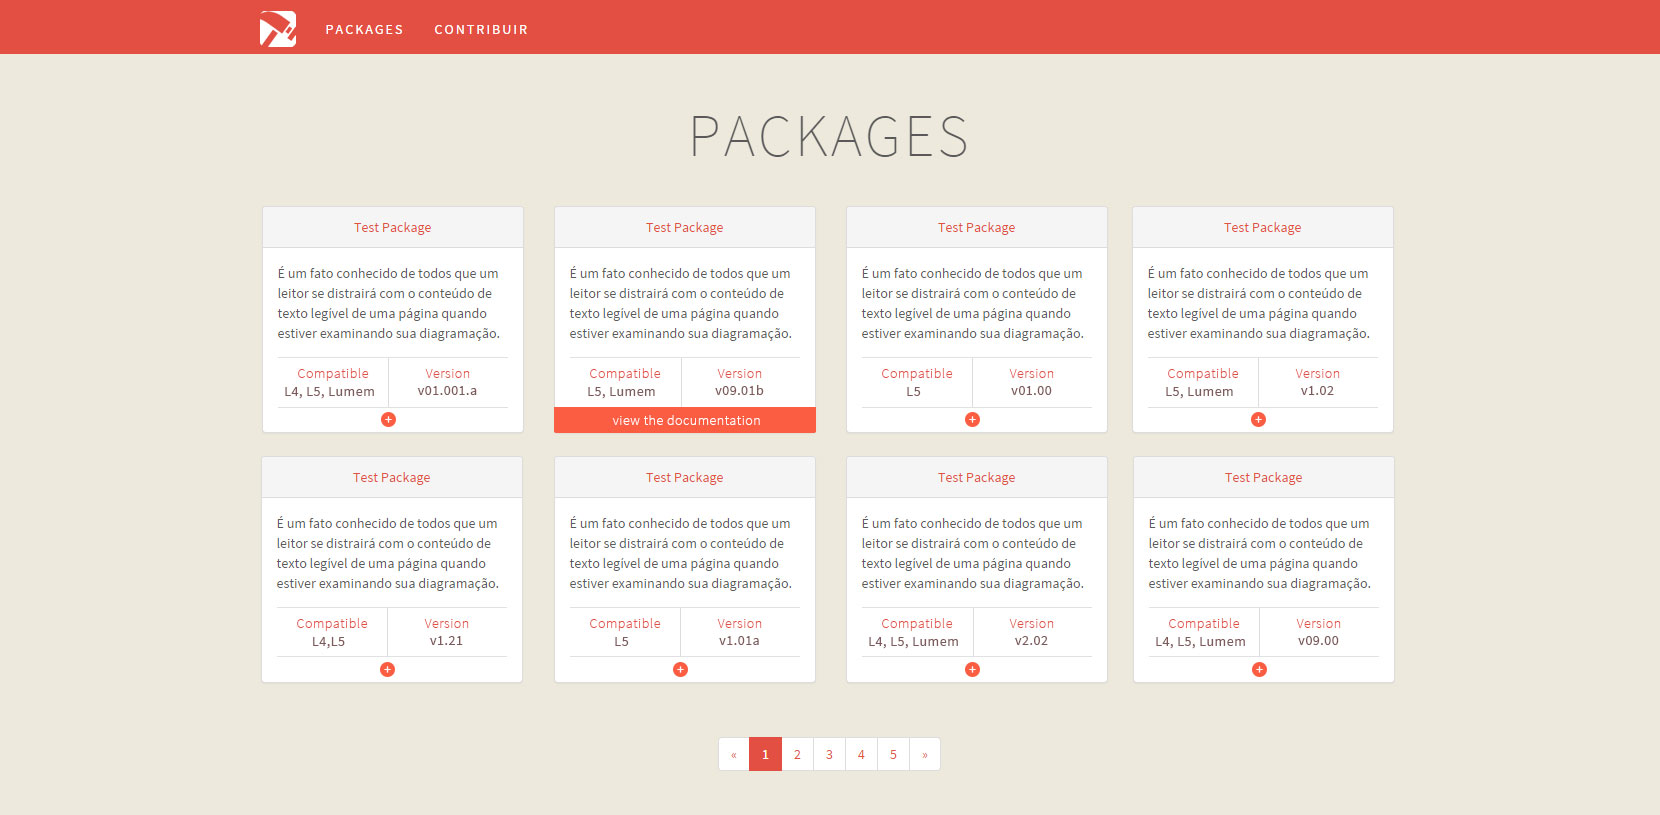 PACKAGES CONTRIBUIR
PACKAGES
Test Package
É um fato conhecido de todos que um
leitor se distrairá com o conteúdo de
texto legível de uma página quando
estiver examinando sua diagramação.
Compatible Version
L4, L5, Lumem v01.001.a
+
Test Package
É um fato conhecido de todos que um
leitor se distrairá com o conteúdo de
texto legível de uma página quando
estiver examinando sua diagramação.
Compatible Version
L5, Lumem v09.01b
view the documentation
Test Package
É um fato conhecido de todos que um
leitor se distrairá com o conteúdo de
texto legível de uma página quando
estiver examinando sua diagramação.
Compatible Version
L5 v01.00
+
Test Package
É um fato conhecido de todos que um
leitor se distrairá com o conteúdo de
texto legível de uma página quando
estiver examinando sua diagramação.
Compatible Version
L5, Lumem v1.02
+
Test Package
É um fato conhecido de todos que um
leitor se distrairá com o conteúdo de
texto legível de uma página quando
estiver examinando sua diagramação.
Compatible Version
L4,L5 v1.21
+
Test Package
É um fato conhecido de todos que um
leitor se distrairá com o conteúdo de
texto legível de uma página quando
estiver examinando sua diagramação.
Compatible Version
L5 v1.01a
+
Test Package
É um fato conhecido de todos que um
leitor se distrairá com o conteúdo de
texto legível de uma página quando
estiver examinando sua diagramação.
Compatible Version
L4, L5, Lumem v2.02
+
Test Package
É um fato conhecido de todos que um
leitor se distrairá com o conteúdo de
texto legível de uma página quando
estiver examinando sua diagramação.
Compatible Version
L4, L5, Lumem v09.00
+
« 1 2 3 4 5 »